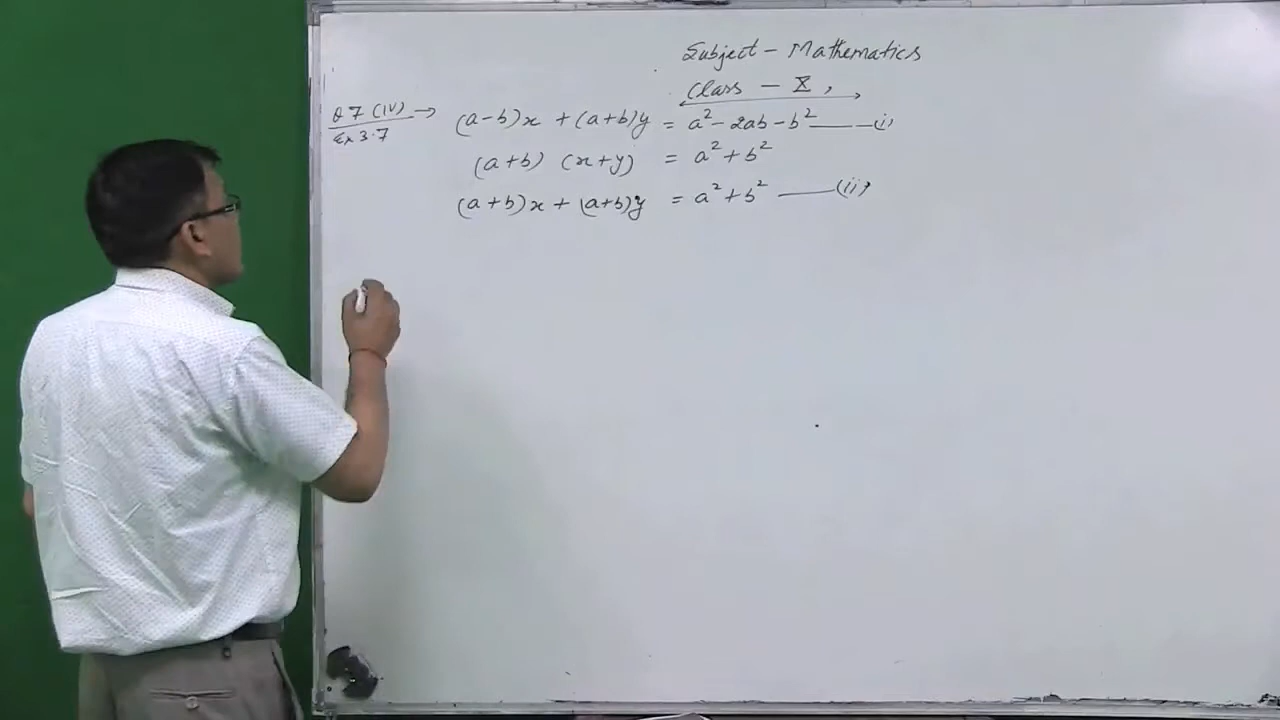 Subject - Mathematics
Class - X,
Q 7 (iv) →
Ex 3.7
(a-b)x + (a+b)y = a² - 2ab - b² —— (i)
(a+b) (x+y) = a² + b²
(a+b)x + (a+b)y = a² + b² —— (ii)